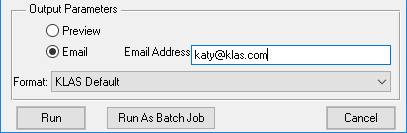 Output Parameters
Preview
Email Email Address katy@klas.com
Format: KLAS Default
Run Run As Batch Job Cancel